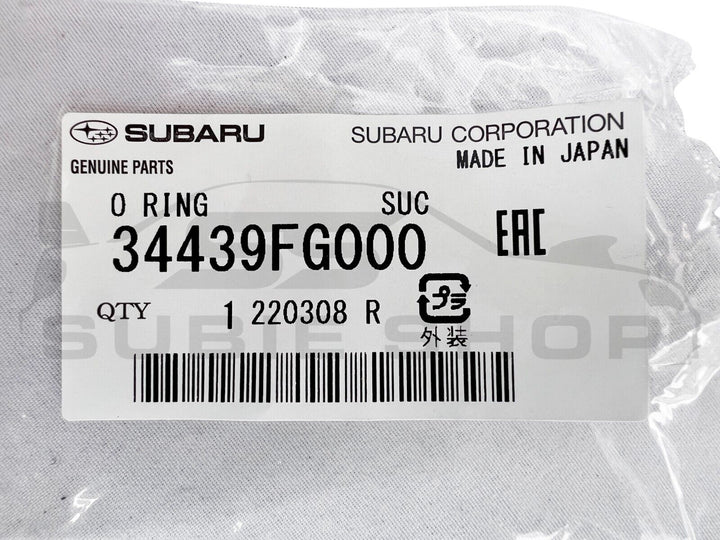 SUBARU SUBARU CORPORATION
GENUINE PARTS MADE IN JAPAN
O RING SUC
34439FG000 EAC
プラ
QTY 1 220308 R
外装
SUBIE SHOP